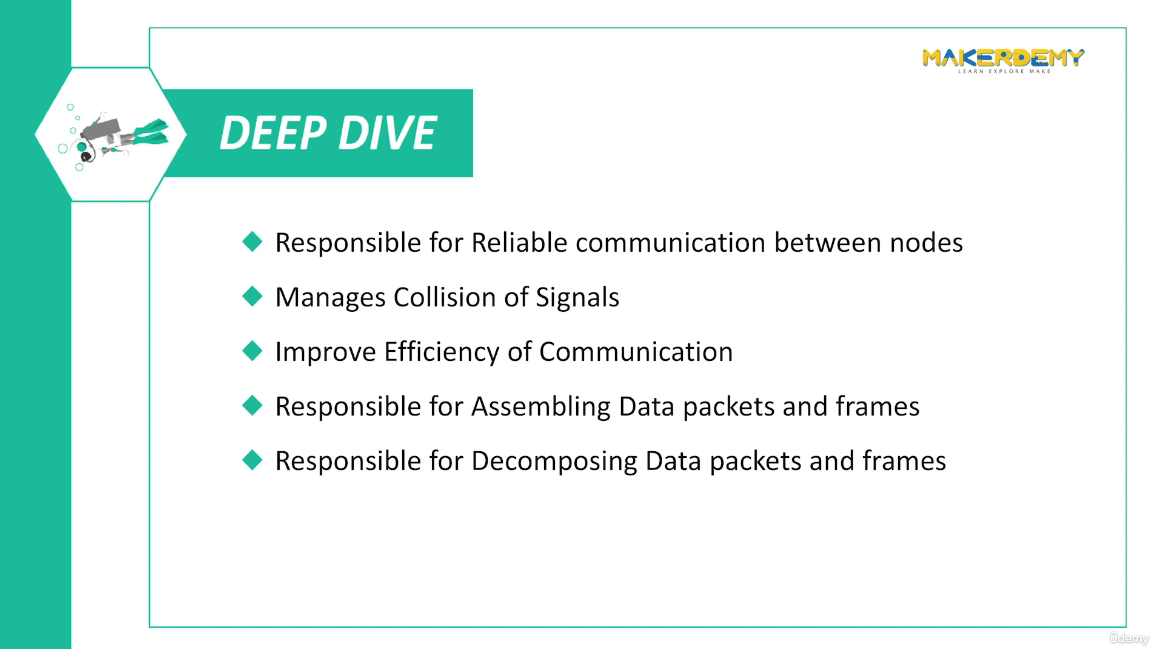 MAKERDEMY
LEARN EXPLORE MAKE
DEEP DIVE
Responsible for Reliable communication between nodes
Manages Collision of Signals
Improve Efficiency of Communication
Responsible for Assembling Data packets and frames
Responsible for Decomposing Data packets and frames
ûdemy